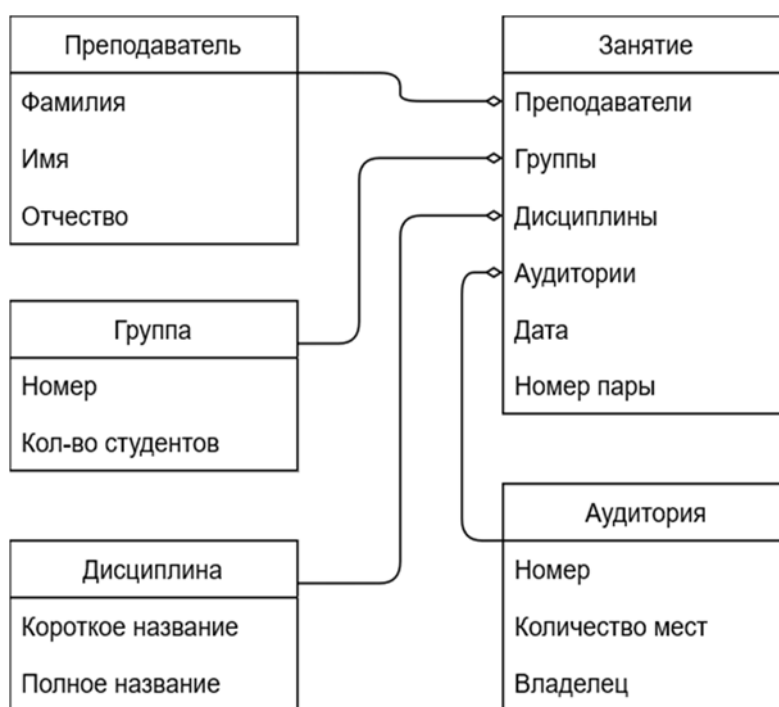 Преподаватель
Фамилия
Имя
Отчество
Группа
Номер
Кол-во студентов
Дисциплина
Короткое название
Полное название
Занятие
Преподаватели
Группы
Дисциплины
Аудитории
Дата
Номер пары
Аудитория
Номер
Количество мест
Владелец